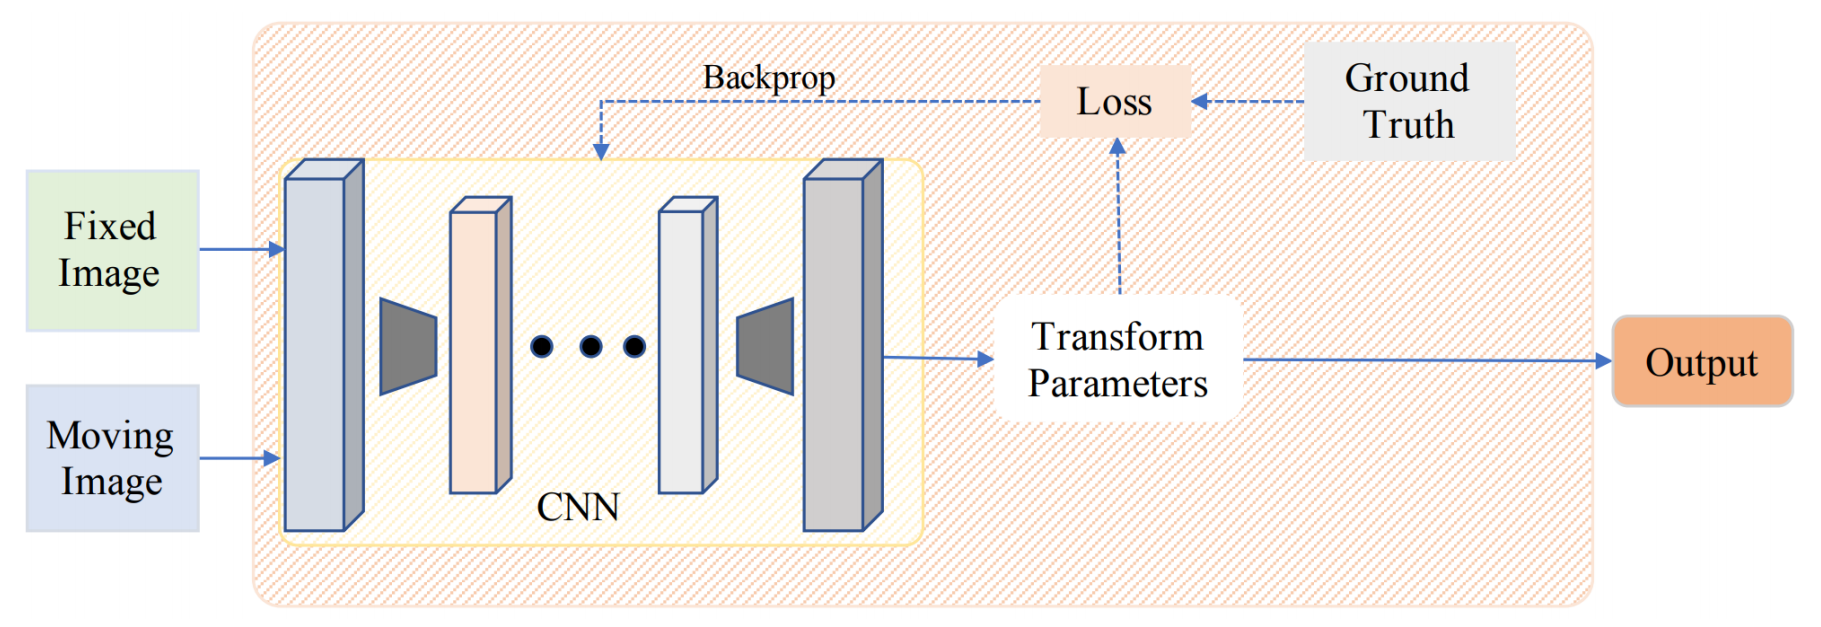 Backprop
Loss
Ground
Truth
Fixed
Image
Moving
Image
CNN
Transform
Parameters
Output